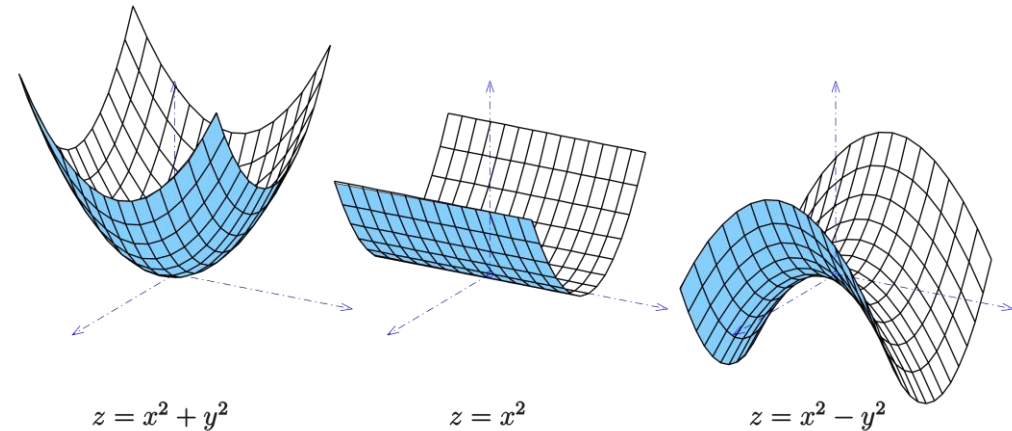 z = x² + y²
z = x²
z = x² − y²